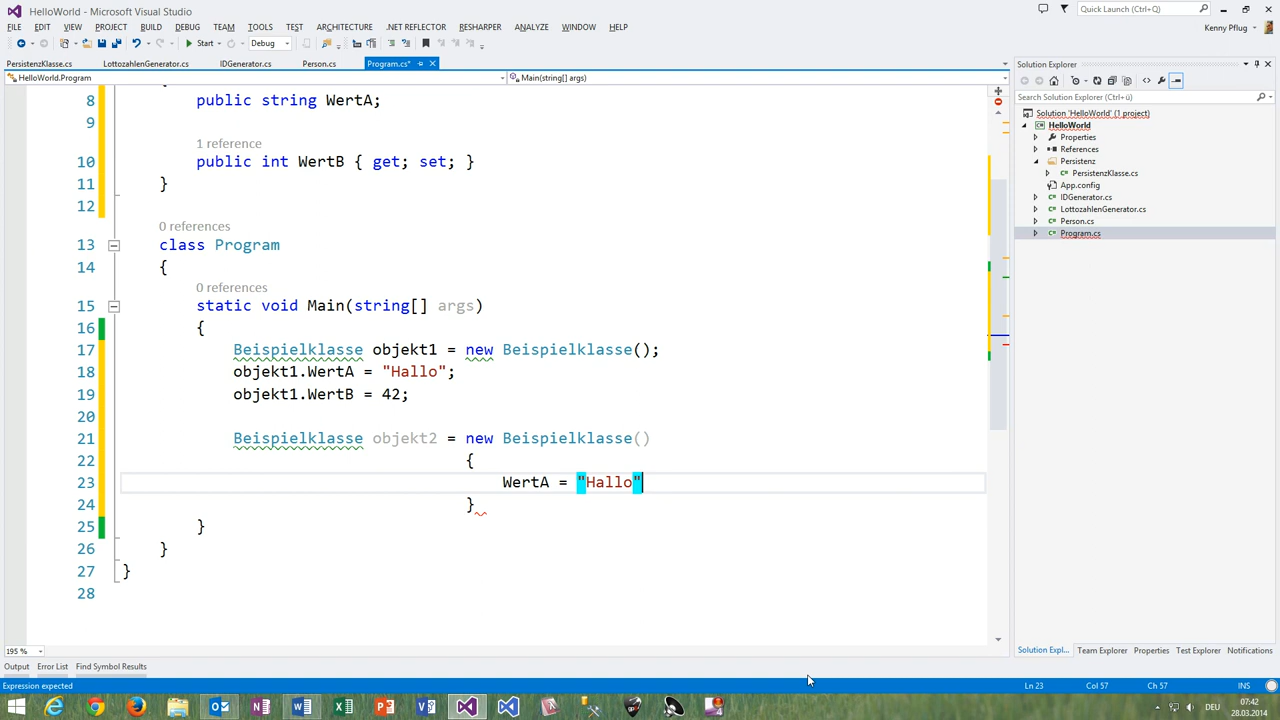 HelloWorld - Microsoft Visual Studio
Quick Launch (Ctrl+Q)
FILE EDIT VIEW PROJECT BUILD DEBUG TEAM TOOLS TEST ARCHITECTURE .NET REFLECTOR RESHARPER ANALYZE WINDOW HELP
Kenny Pflug
Start Debug
PersistenzKlasse.cs LottozahlenGenerator.cs IDGenerator.cs Person.cs Program.cs*
HelloWorld.Program Main(string[] args)
8 public string WertA;
9
1 reference
10 public int WertB { get; set; }
11 }
12
0 references
13 class Program
14 {
0 references
15 static void Main(string[] args)
16 {
17 Beispielklasse objekt1 = new Beispielklasse();
18 objekt1.WertA = "Hallo";
19 objekt1.WertB = 42;
20
21 Beispielklasse objekt2 = new Beispielklasse()
22 {
23 WertA = "Hallo"
24 }
25 }
26 }
27 }
28
195 %
Output Error List Find Symbol Results
Solution Explorer
Search Solution Explorer (Ctrl+ü)
Solution 'HelloWorld' (1 project)
HelloWorld
Properties
References
Persistenz
PersistenzKlasse.cs
App.config
IDGenerator.cs
LottozahlenGenerator.cs
Person.cs
Program.cs
Solution Expl... Team Explorer Properties Test Explorer Notifications
Expression expected Ln 23 Col 57 Ch 57 INS
DEU
07:42
28.03.2014